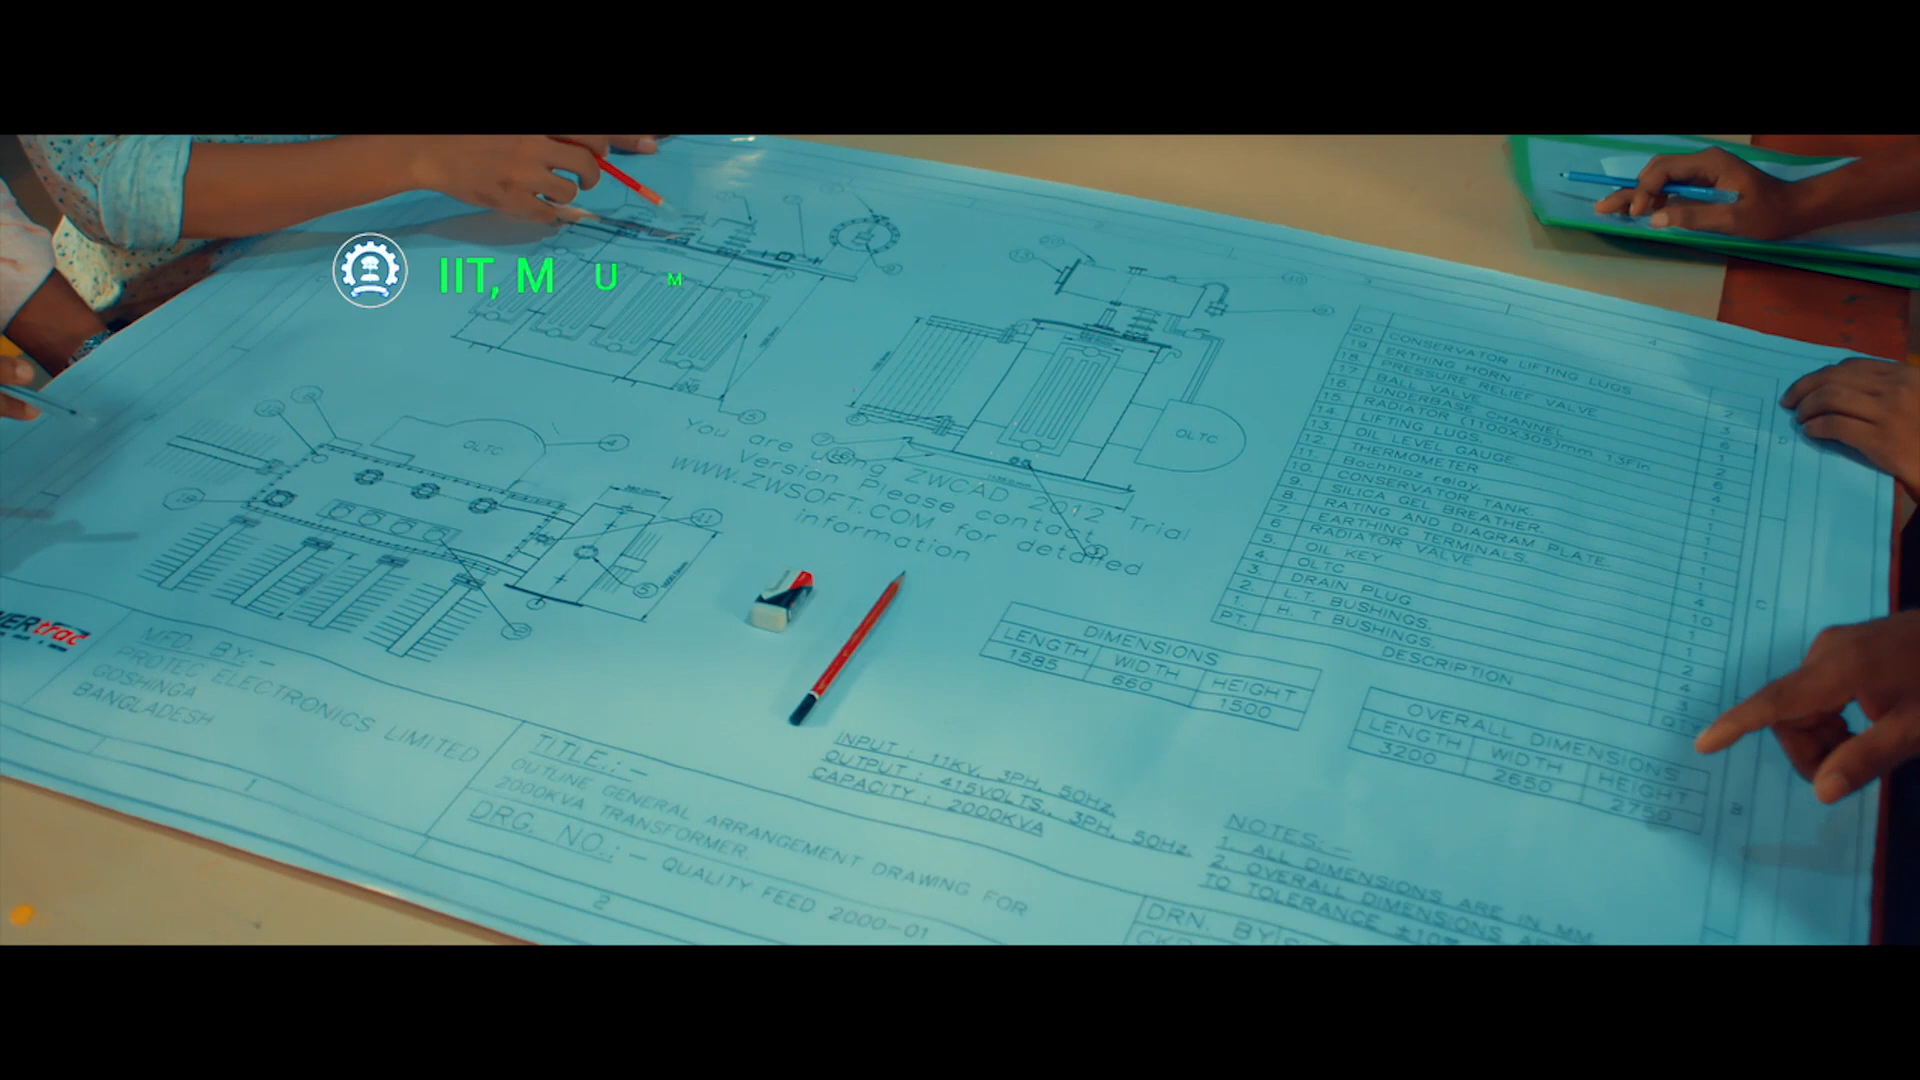 IIT, M U M
OLTC
OLTC
You are using ZWCAD 2012 Trial
Version Please contact
WWW.ZWSOFT.COM for detailed
information
20. CONSERVATOR LIFTING LUGS 2
19 ERTHING HORN 3
18. PRESSURE RELIEF VALVE
17 BALL VALVE
16. UNDERBASE CHANNEL
15. RADIATOR (1100X305)mm. 13Fin
14. LIFTING LUGS.
13. OIL LEVEL GAUGE.
12. THERMOMETER
11. Bochhloz relay.
10. CONSERVATOR TANK.
9. SILICA GEL BREATHER.
8. RATING AND DIAGRAM PLATE.
7. EARTHING TERMINALS.
6 RADIATOR VALVE
5. OIL KEY
4. OLTC
3. DRAIN PLUG
2. L.T. BUSHINGS.
1. H. T BUSHINGS.
PT. DESCRIPTION QTY
DIMENSIONS
LENGTH WIDTH HEIGHT
1585 660 1500
OVERALL DIMENSIONS
LENGTH WIDTH HEIGHT
3200 2650 2750
trac
MFD. BY:-
PROTEC ELECTRONICS LIMITED
GOSHINGA
BANGLADESH
TITLE.:-
OUTLINE GENERAL ARRANGEMENT DRAWING FOR
2000KVA TRANSFORMER.
DRG. NO.:- QUALITY FEED 2000-01
INPUT : 11KV, 3PH, 50Hz,
OUTPUT : 415VOLTS, 3PH, 50Hz
CAPACITY : 2000KVA
NOTES:-
1. ALL DIMENSIONS ARE IN MM
2. OVERALL DIMENSIONS
TO TOLERANCE ±10%
DRN. BY
1
2